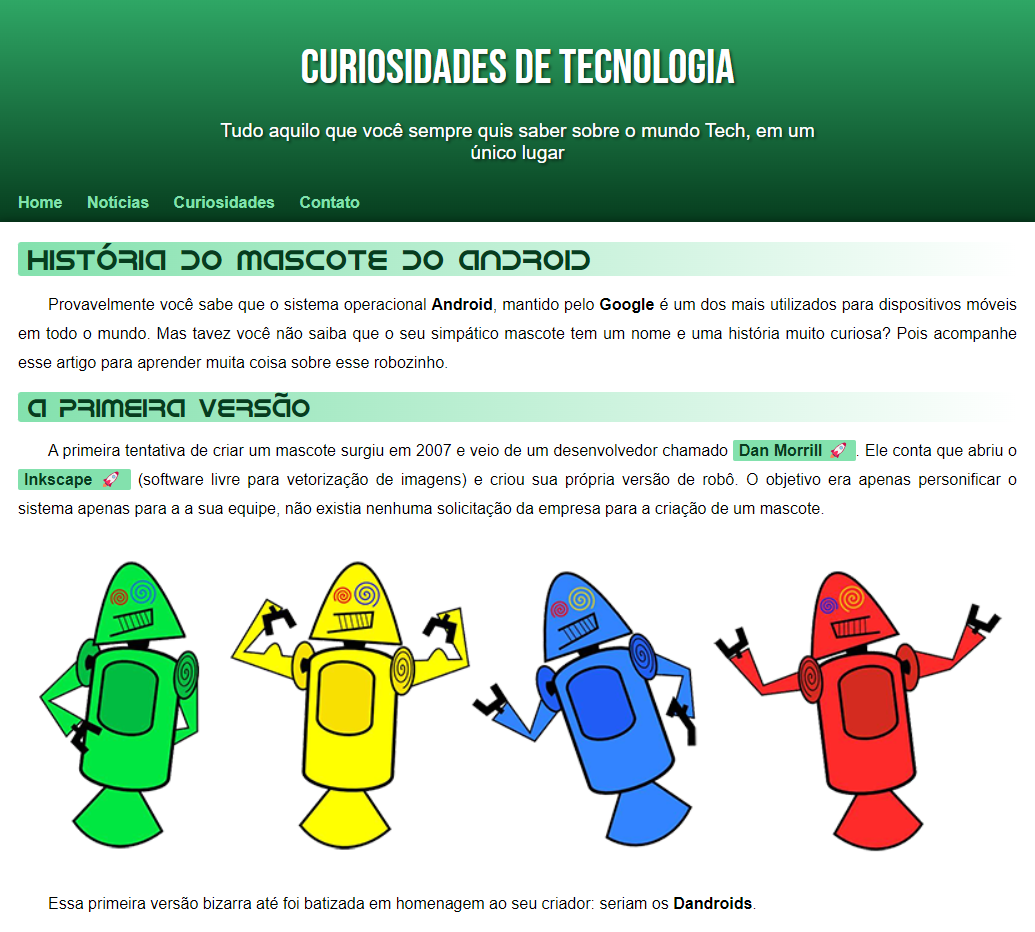 CURIOSIDADES DE TECNOLOGIA
Tudo aquilo que você sempre quis saber sobre o mundo Tech, em um
único lugar
Home Notícias Curiosidades Contato
História do Mascote do Android
Provavelmente você sabe que o sistema operacional Android, mantido pelo Google é um dos mais utilizados para dispositivos móveis
em todo o mundo. Mas tavez você não saiba que o seu simpático mascote tem um nome e uma história muito curiosa? Pois acompanhe
esse artigo para aprender muita coisa sobre esse robozinho.
A primeira versão
A primeira tentativa de criar um mascote surgiu em 2007 e veio de um desenvolvedor chamado Dan Morrill 🚀. Ele conta que abriu o
Inkscape 🚀 (software livre para vetorização de imagens) e criou sua própria versão de robô. O objetivo era apenas personificar o
sistema apenas para a a sua equipe, não existia nenhuma solicitação da empresa para a criação de um mascote.
Essa primeira versão bizarra até foi batizada em homenagem ao seu criador: seriam os Dandroids.